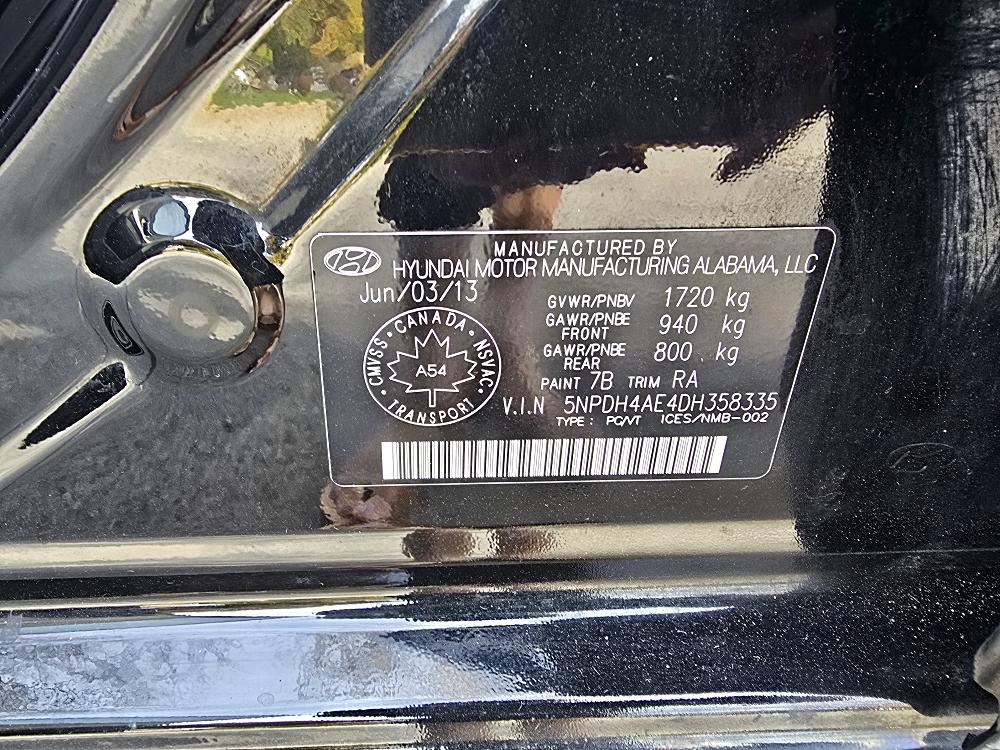 MANUFACTURED BY
HYUNDAI MOTOR MANUFACTURING ALABAMA, LLC
Jun/03/13
GVWR/PNBV 1720 kg
GAWR/PNBE FRONT 940 kg
GAWR/PNBE REAR 800 kg
PAINT 7B TRIM RA
V.I.N 5NPDH4AE4DH358335
TYPE: PC/VT ICES/NMB-002
CANADA • NSVAC • TRANSPORT • CMVSS •
A54